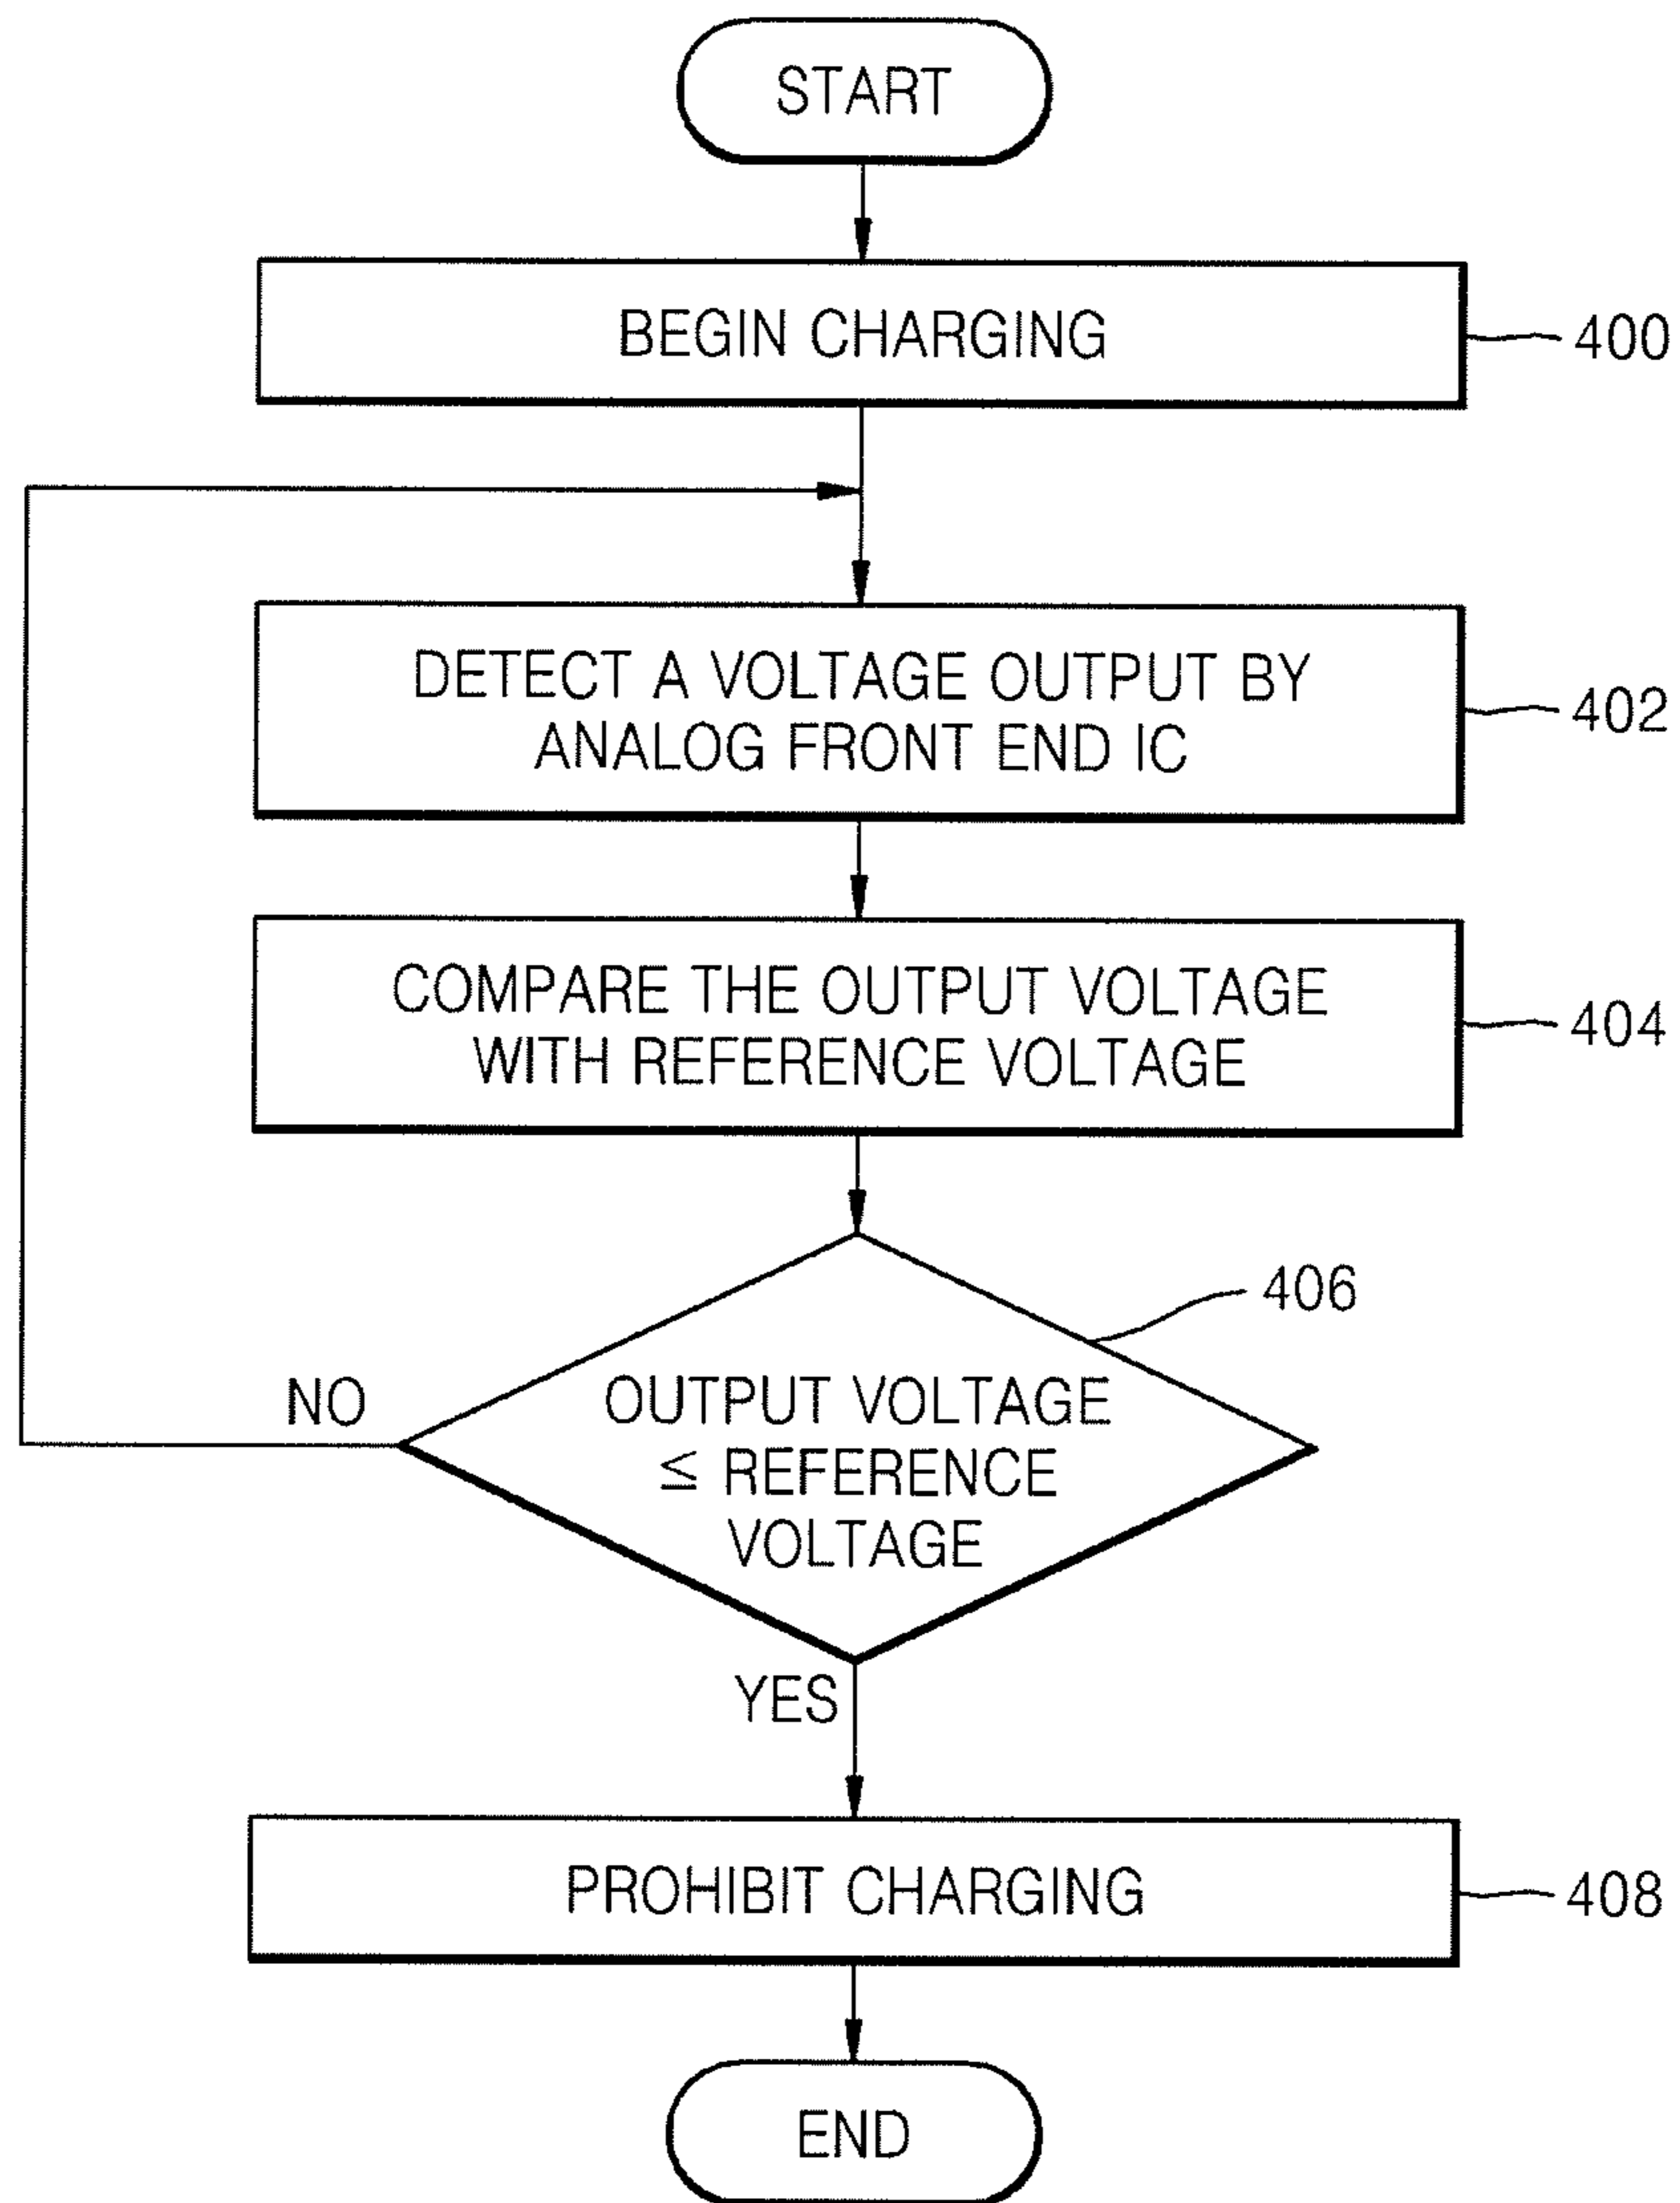 START
BEGIN CHARGING
400
DETECT A VOLTAGE OUTPUT BY
ANALOG FRONT END IC
402
COMPARE THE OUTPUT VOLTAGE
WITH REFERENCE VOLTAGE
404
406
NO
OUTPUT VOLTAGE
≤ REFERENCE
VOLTAGE
YES
PROHIBIT CHARGING
408
END